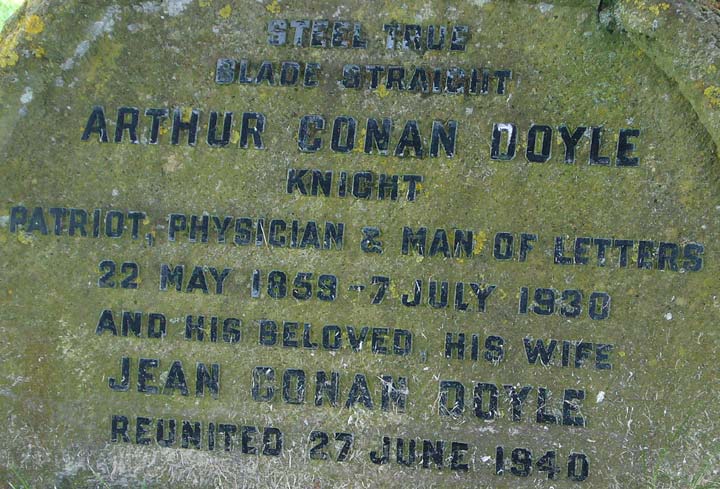 STEEL TRUE
BLADE STRAIGHT
ARTHUR CONAN DOYLE
KNIGHT
PATRIOT, PHYSICIAN & MAN OF LETTERS
22 MAY 1859 - 7 JULY 1930
AND HIS BELOVED, HIS WIFE
JEAN CONAN DOYLE
REUNITED 27 JUNE 1940